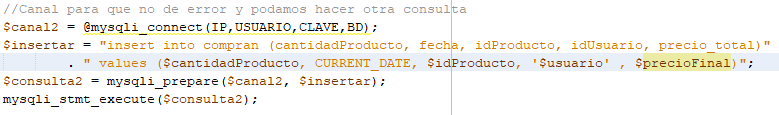 //Canal para que no de error y podamos hacer otra consulta
$canal2 = @mysqli_connect(IP,USUARIO,CLAVE,BD);
$insertar = "insert into compran (cantidadProducto, fecha, idProducto, idUsuario, precio_total)"
. " values ($cantidadProducto, CURRENT_DATE, $idProducto, '$usuario' , $precioFinal)";
$consulta2 = mysqli_prepare($canal2, $insertar);
mysqli_stmt_execute($consulta2);